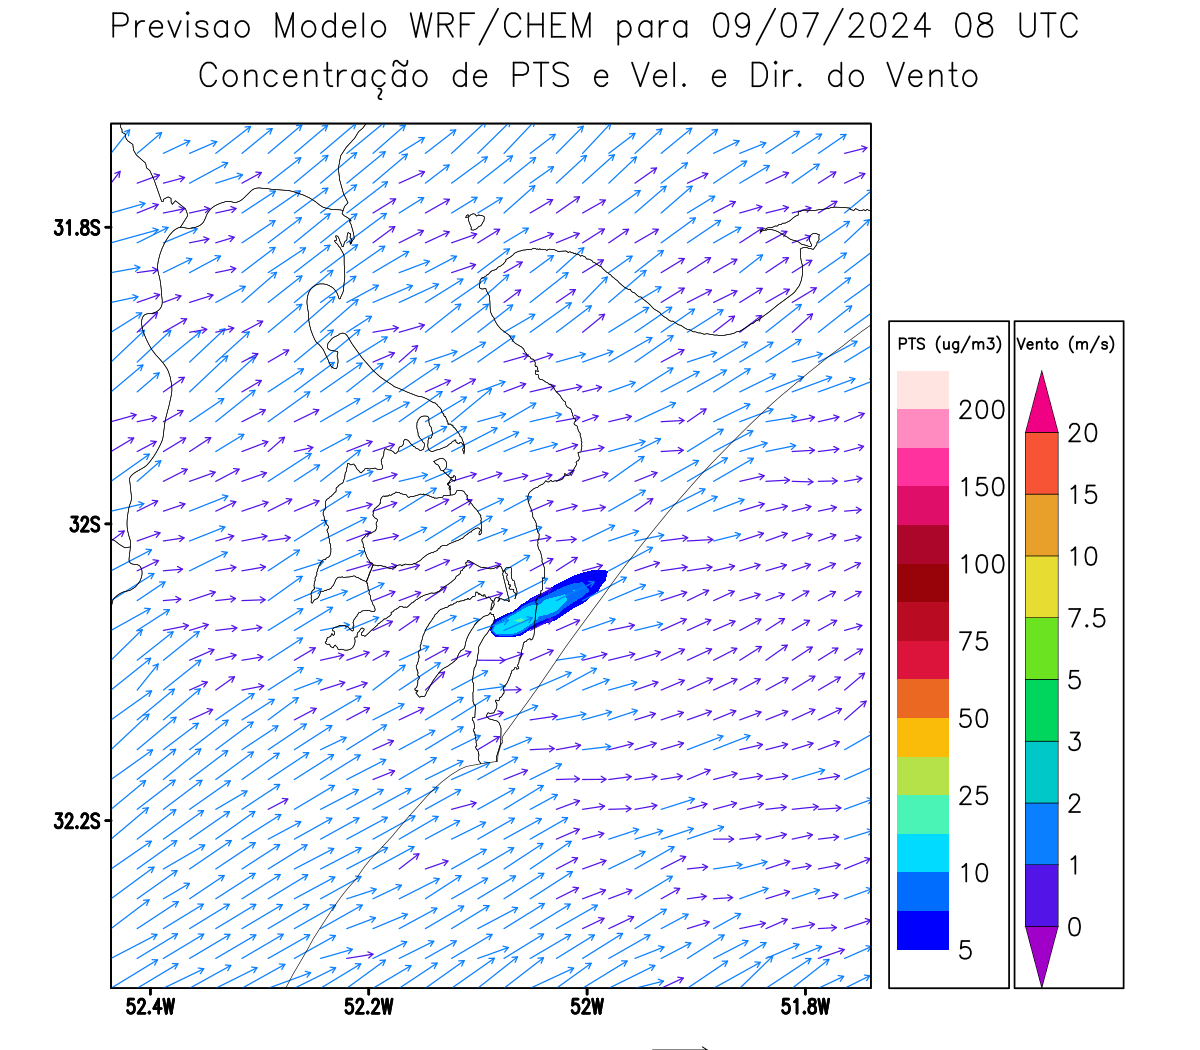 Previsao Modelo WRF/CHEM para 09/07/2024 08 UTC
Concentração de PTS e Vel. e Dir. do Vento
31.8S
32S
32.2S
52.4W
52.2W
52W
51.8W
PTS (ug/m3)
200
150
100
75
50
25
10
5
Vento (m/s)
20
15
10
7.5
5
3
2
1
0